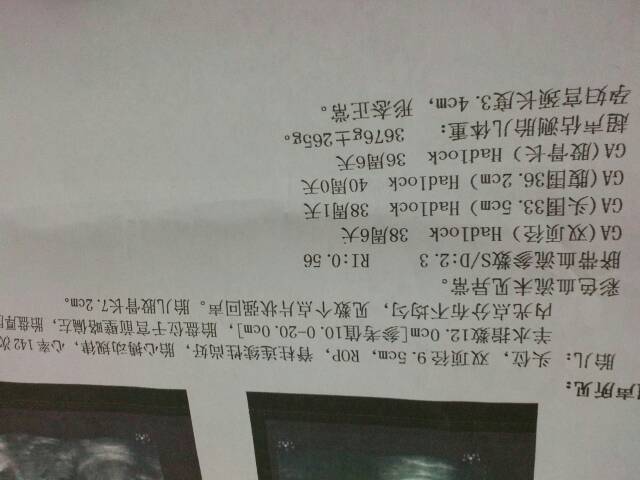 声所见:
胎儿: 头位, 双顶径9.5cm, ROP, 脊柱连续性尚好, 胎心搏动规律, 心率142次
羊水指数12.0cm[参考值10.0-20.0cm], 胎盘位于宫前壁略偏左, 胎盘厚
内光点分布不均匀, 见数个点片状强回声。胎儿股骨长7.2cm。
彩色血流未见异常。
脐带血流参数S/D:2.3 RI:0.56
GA(双顶径) Hadlock 38周6天
GA(头围33.5cm) Hadlock 38周1天
GA(腹围36.2cm) Hadlock 40周0天
GA(股骨长) Hadlock 36周6天
超声估测胎儿体重: 3676g±265g。
孕妇宫颈长度3.4cm, 形态正常。